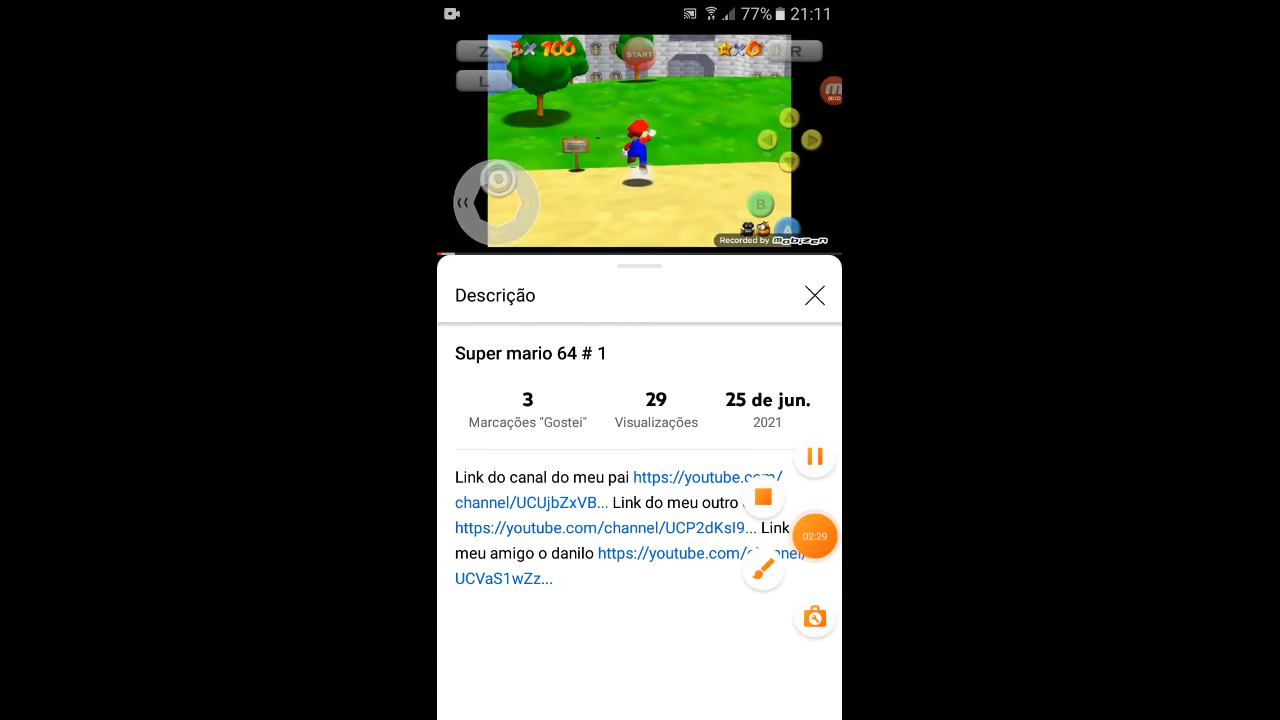 77% 21:11
Z × 100 START × R
L
B
A
Recorded by mobizen
Descrição
Super mario 64 # 1
3 29 25 de jun.
Marcações "Gostei" Visualizações 2021
Link do canal do meu pai https://youtube.com/
channel/UCUjbZxVB... Link do meu outro
https://youtube.com/channel/UCP2dKsI9... Link
meu amigo o danilo https://youtube.com/channel/
UCVaS1wZz...
02:29